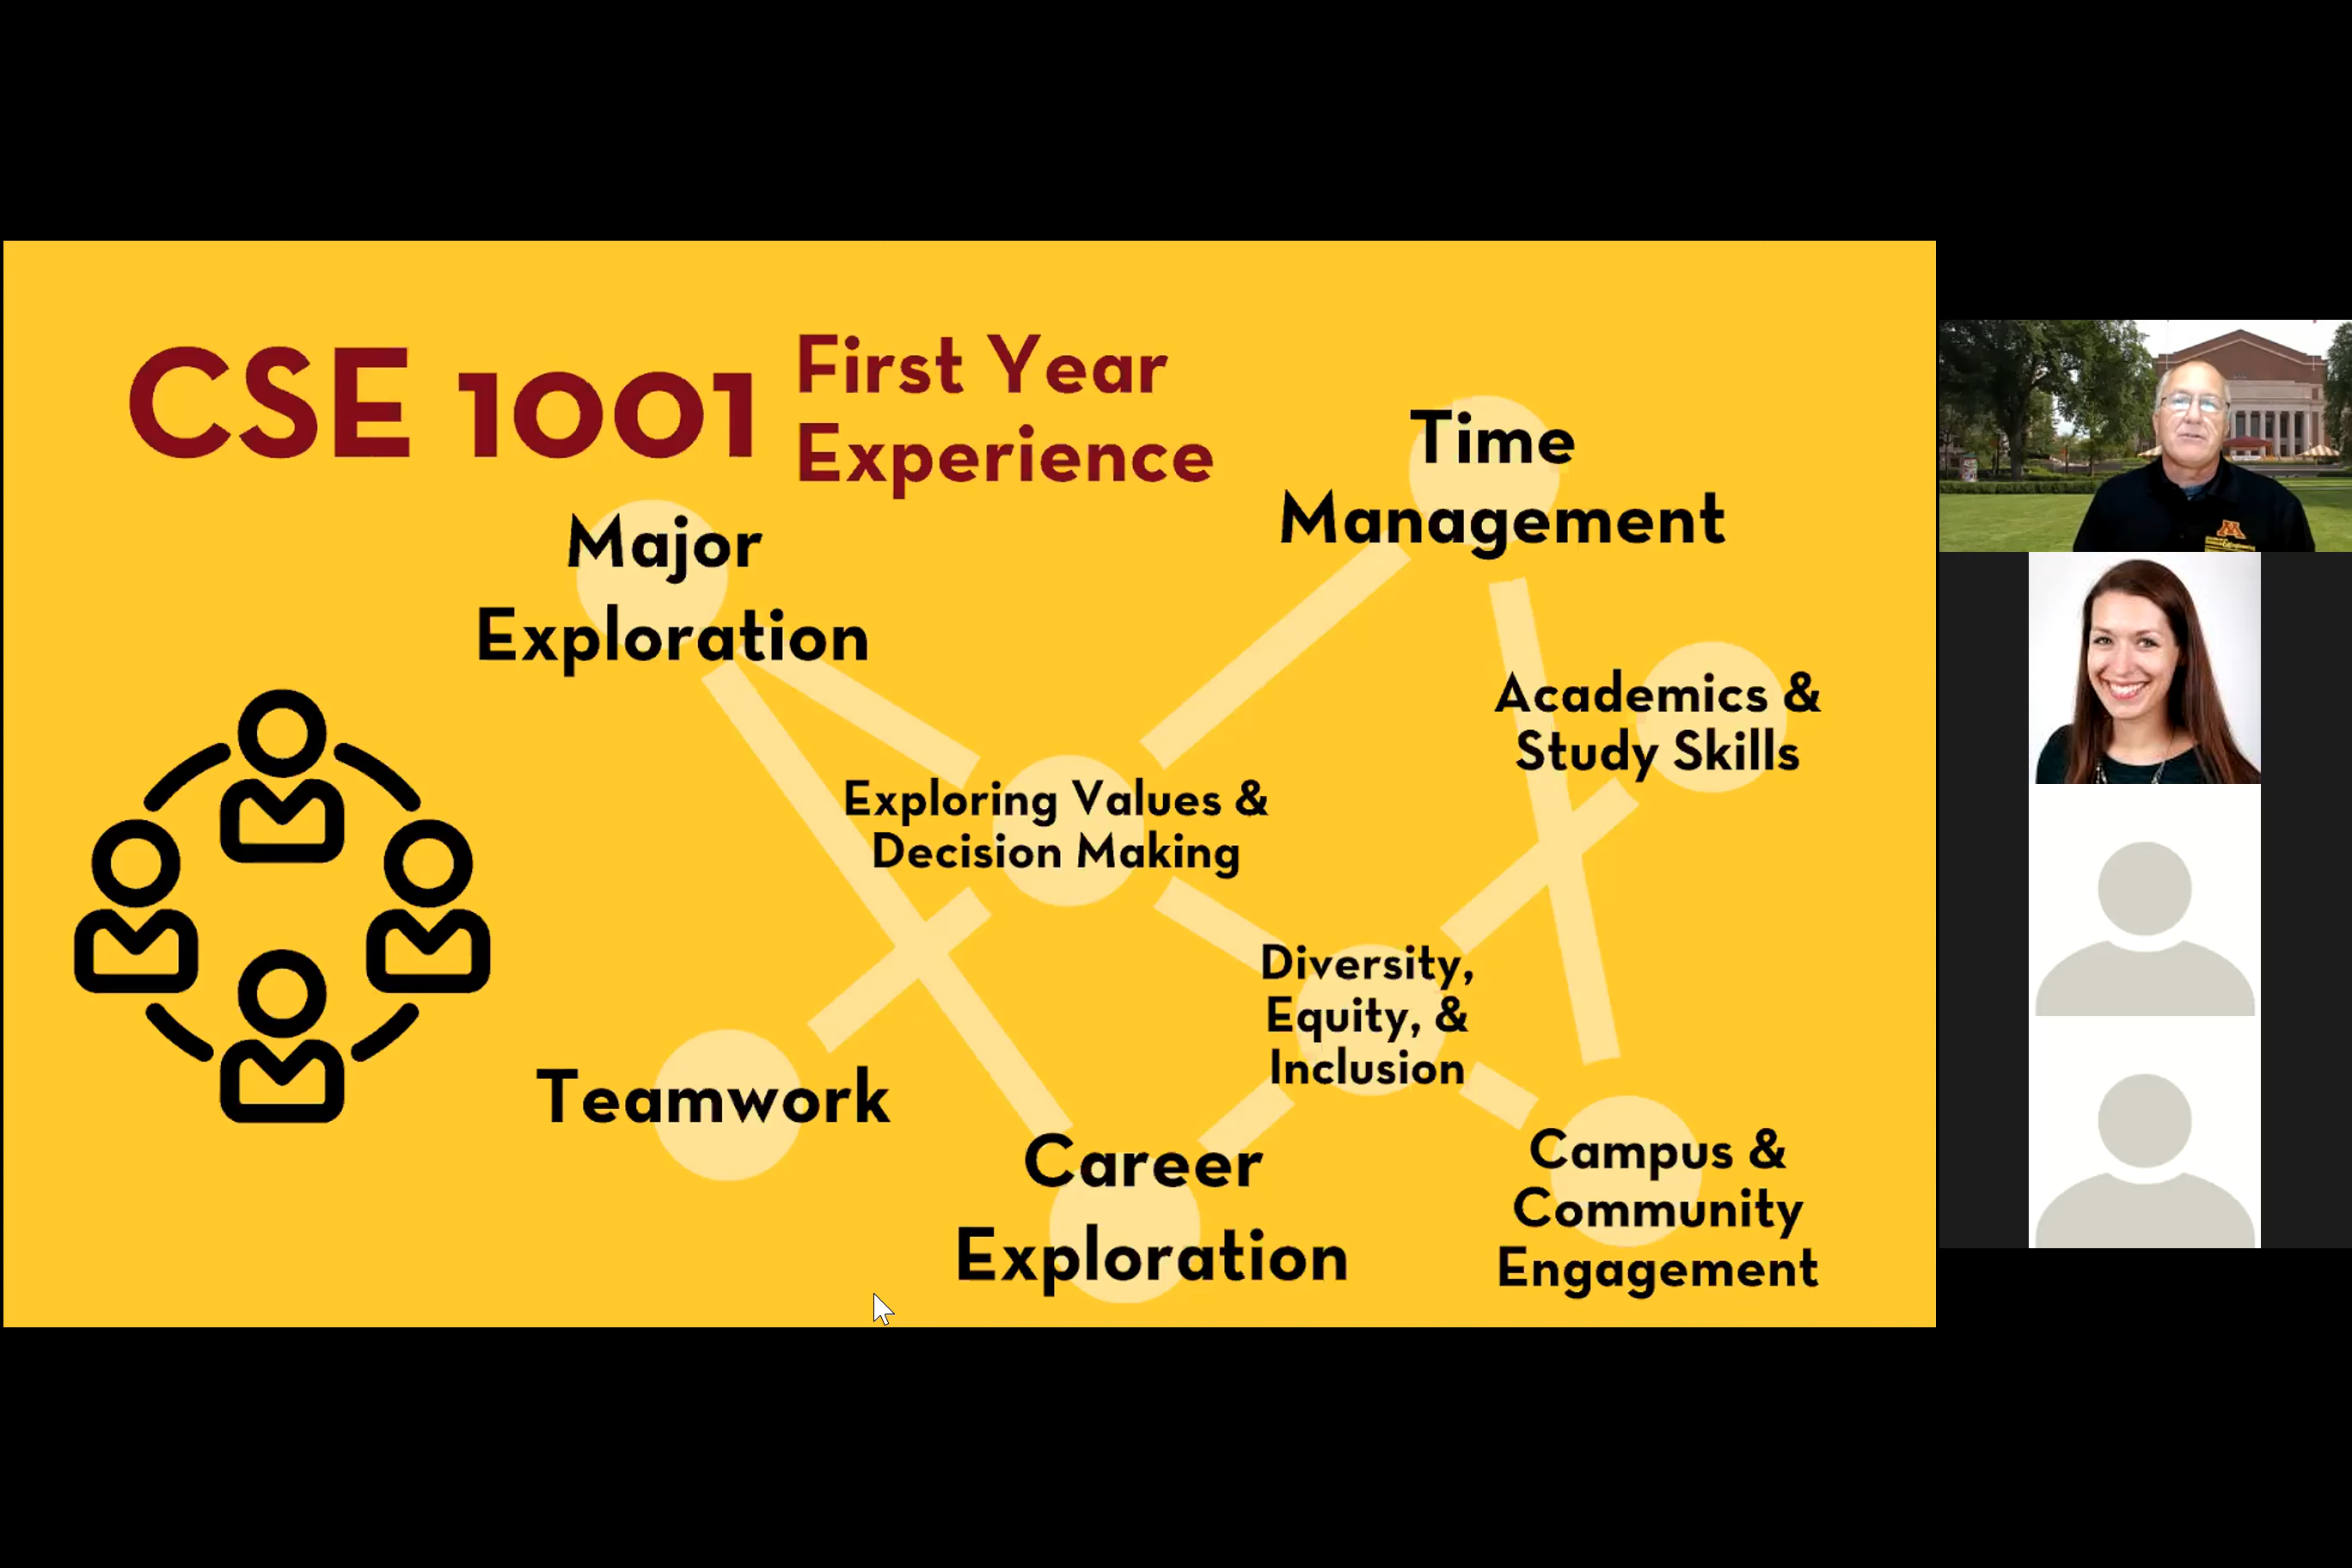 CSE 1001
First Year
Experience
Time
Management
Major
Exploration
Academics &
Study Skills
Exploring Values &
Decision Making
Diversity,
Equity, &
Inclusion
Teamwork
Career
Exploration
Campus &
Community
Engagement
M